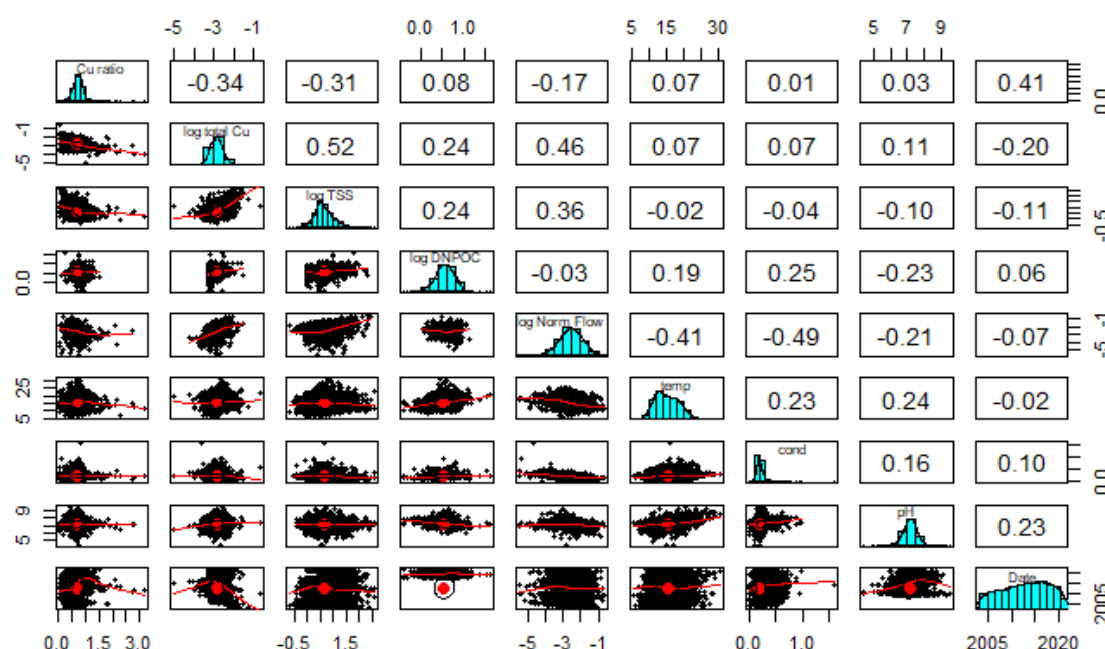 -5 -3 -1 0.0 1.0 5 15 30 5 7 9
Cu ratio -0.34 -0.31 0.08 -0.17 0.07 0.01 0.03 0.41 0.0
-5 -1 log total Cu 0.52 0.24 0.46 0.07 0.07 0.11 -0.20
log TSS 0.24 0.36 -0.02 -0.04 -0.10 -0.11 -0.5
0.0 log DNPOC -0.03 0.19 0.25 -0.23 0.06
log Norm Flow -0.41 -0.49 -0.21 -0.07 -5 -1
5 25 temp 0.23 0.24 -0.02
cond 0.16 0.10 0.0
5 9 pH 0.23
Date 2005
0.0 1.5 3.0 -0.5 1.5 -5 -3 -1 0.0 1.0 2005 2020